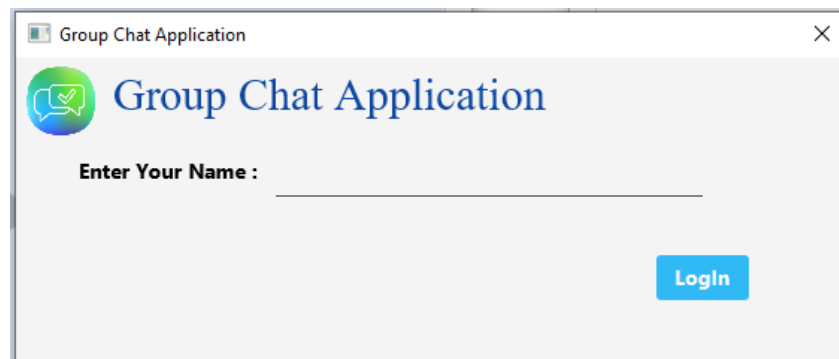 Group Chat Application
Group Chat Application
Enter Your Name :
LogIn